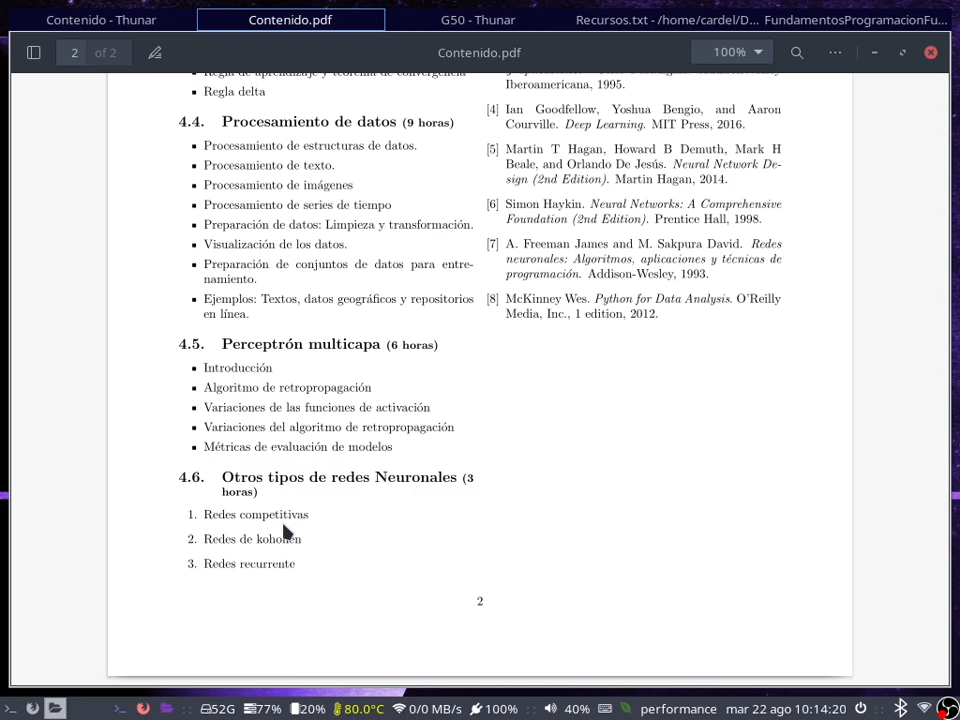 Contenido - Thunar
Contenido.pdf
G50 - Thunar
Recursos.txt - /home/cardel/D...
FundamentosProgramacionFu...
2 of 2
Contenido.pdf
100%
Regla de aprendizaje y teorema de convergencia
▪ Regla delta
4.4. Procesamiento de datos (9 horas)
▪ Procesamiento de estructuras de datos.
▪ Procesamiento de texto.
▪ Procesamiento de imágenes
▪ Procesamiento de series de tiempo
▪ Preparación de datos: Limpieza y transformación.
▪ Visualización de los datos.
▪ Preparación de conjuntos de datos para entre-
namiento.
▪ Ejemplos: Textos, datos geográficos y repositorios
en línea.
4.5. Perceptrón multicapa (6 horas)
▪ Introducción
▪ Algoritmo de retropropagación
▪ Variaciones de las funciones de activación
▪ Variaciones del algoritmo de retropropagación
▪ Métricas de evaluación de modelos
4.6. Otros tipos de redes Neuronales (3
horas)
1. Redes competitivas
2. Redes de kohonen
3. Redes recurrente
Iberoamericana, 1995.
[4] Ian Goodfellow, Yoshua Bengio, and Aaron
Courville. Deep Learning. MIT Press, 2016.
[5] Martin T Hagan, Howard B Demuth, Mark H
Beale, and Orlando De Jesús. Neural Network De-
sign (2nd Edition). Martin Hagan, 2014.
[6] Simon Haykin. Neural Networks: A Comprehensive
Foundation (2nd Edition). Prentice Hall, 1998.
[7] A. Freeman James and M. Sakpura David. Redes
neuronales: Algoritmos, aplicaciones y técnicas de
programación. Addison-Wesley, 1993.
[8] McKinney Wes. Python for Data Analysis. O'Reilly
Media, Inc., 1 edition, 2012.
2
52G 77% 20% 80.0°C 0/0 MB/s 100% 40% performance mar 22 ago 10:14:20